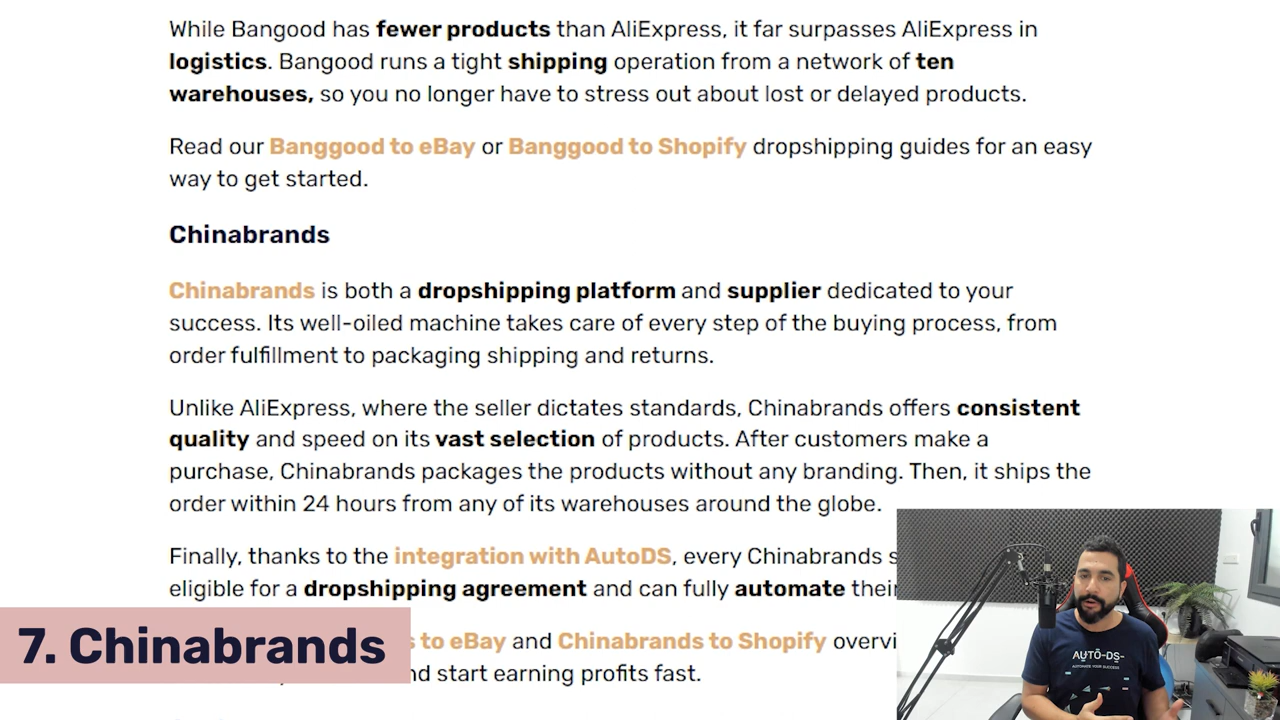 While Bangood has fewer products than AliExpress, it far surpasses AliExpress in
logistics. Bangood runs a tight shipping operation from a network of ten
warehouses, so you no longer have to stress out about lost or delayed products.
Read our Banggood to eBay or Banggood to Shopify dropshipping guides for an easy
way to get started.
Chinabrands
Chinabrands is both a dropshipping platform and supplier dedicated to your
success. Its well-oiled machine takes care of every step of the buying process, from
order fulfillment to packaging shipping and returns.
Unlike AliExpress, where the seller dictates standards, Chinabrands offers consistent
quality and speed on its vast selection of products. After customers make a
purchase, Chinabrands packages the products without any branding. Then, it ships the
order within 24 hours from any of its warehouses around the globe.
Finally, thanks to the integration with AutoDS, every Chinabrands
eligible for a dropshipping agreement and can fully automate their
to eBay and Chinabrands to Shopify
and start earning profits fast.
7. Chinabrands
AUTO-DS-
AUTOMATE YOUR SUCCESS